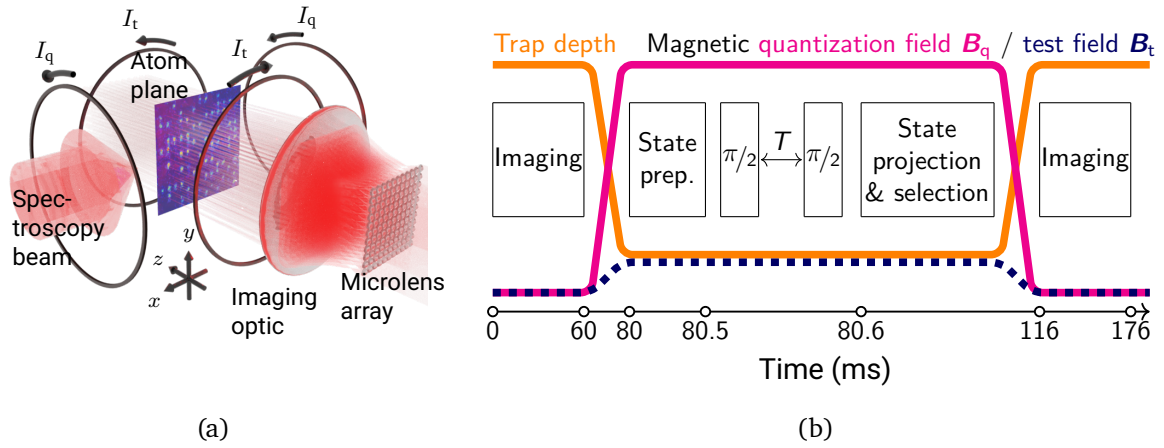 I_q
I_t
I_t
I_q
Atom
plane
Spec-
troscopy
beam
y
z
x
Imaging
optic
Microlens
array
(a)
Trap depth
Magnetic quantization field B_q / test field B_t
Imaging
State
prep.
π/2
T
π/2
State
projection
& selection
Imaging
0 60 80 80.5 80.6 116 176
Time (ms)
(b)